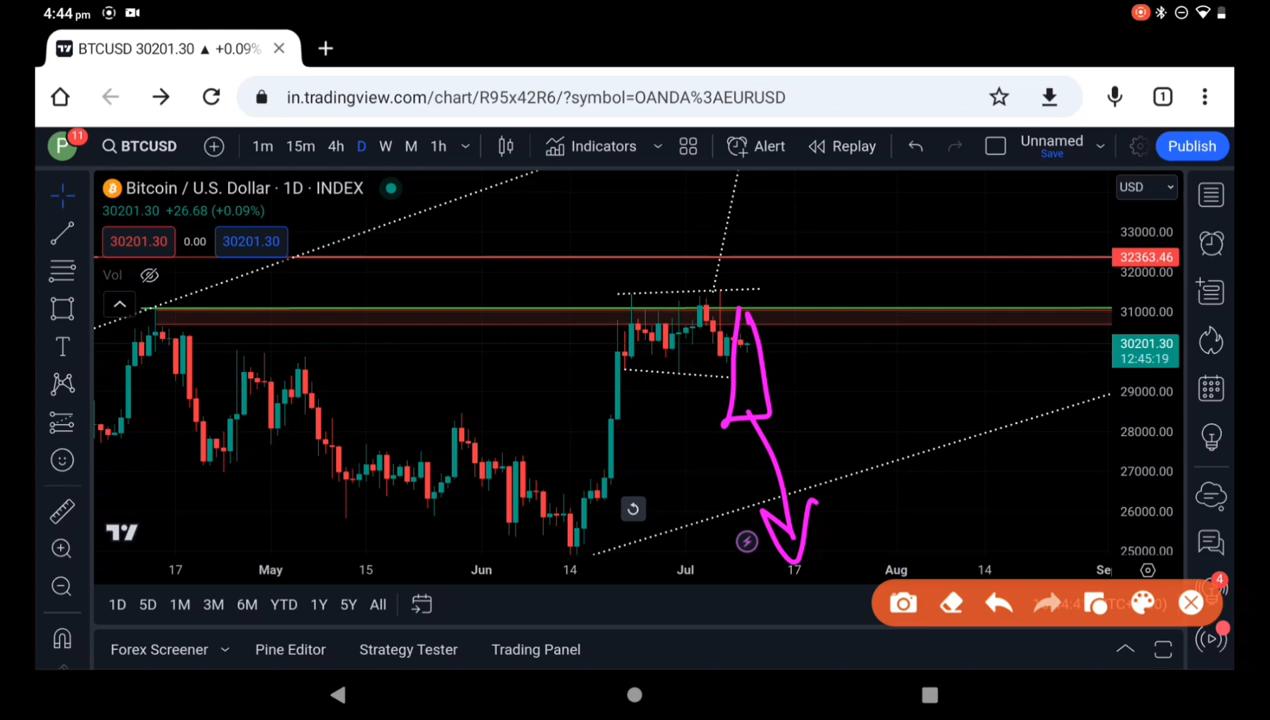 4:44 pm
BTCUSD 30201.30 ▲ +0.09%
in.tradingview.com/chart/R95x42R6/?symbol=OANDA%3AEURUSD
1
P 11 BTCUSD 1m 15m 4h D W M 1h Indicators Alert Replay Unnamed Save Publish
Bitcoin / U.S. Dollar · 1D · INDEX
USD
30201.30 +26.68 (+0.09%)
30201.30 0.00 30201.30
33000.00
32363.46
Vol
32000.00
31000.00
30201.30
12:45:19
29000.00
28000.00
27000.00
26000.00
25000.00
17 May 15 Jun 14 Jul 17 Aug 14 Se
1D 5D 1M 3M 6M YTD 1Y 5Y All
4
Forex Screener Pine Editor Strategy Tester Trading Panel